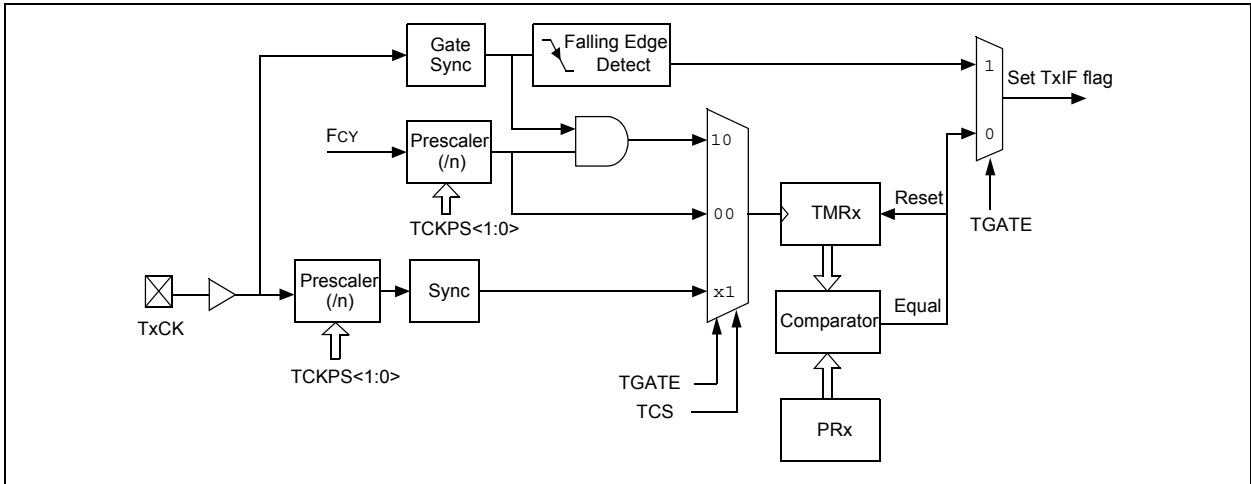 Gate
Sync
Falling Edge
Detect
1
Set TxIF flag
0
TGATE
FCY
Prescaler
(/n)
TCKPS<1:0>
10
00
x1
TMRx
Reset
Comparator
Equal
PRx
TxCK
Prescaler
(/n)
Sync
TCKPS<1:0>
TGATE
TCS